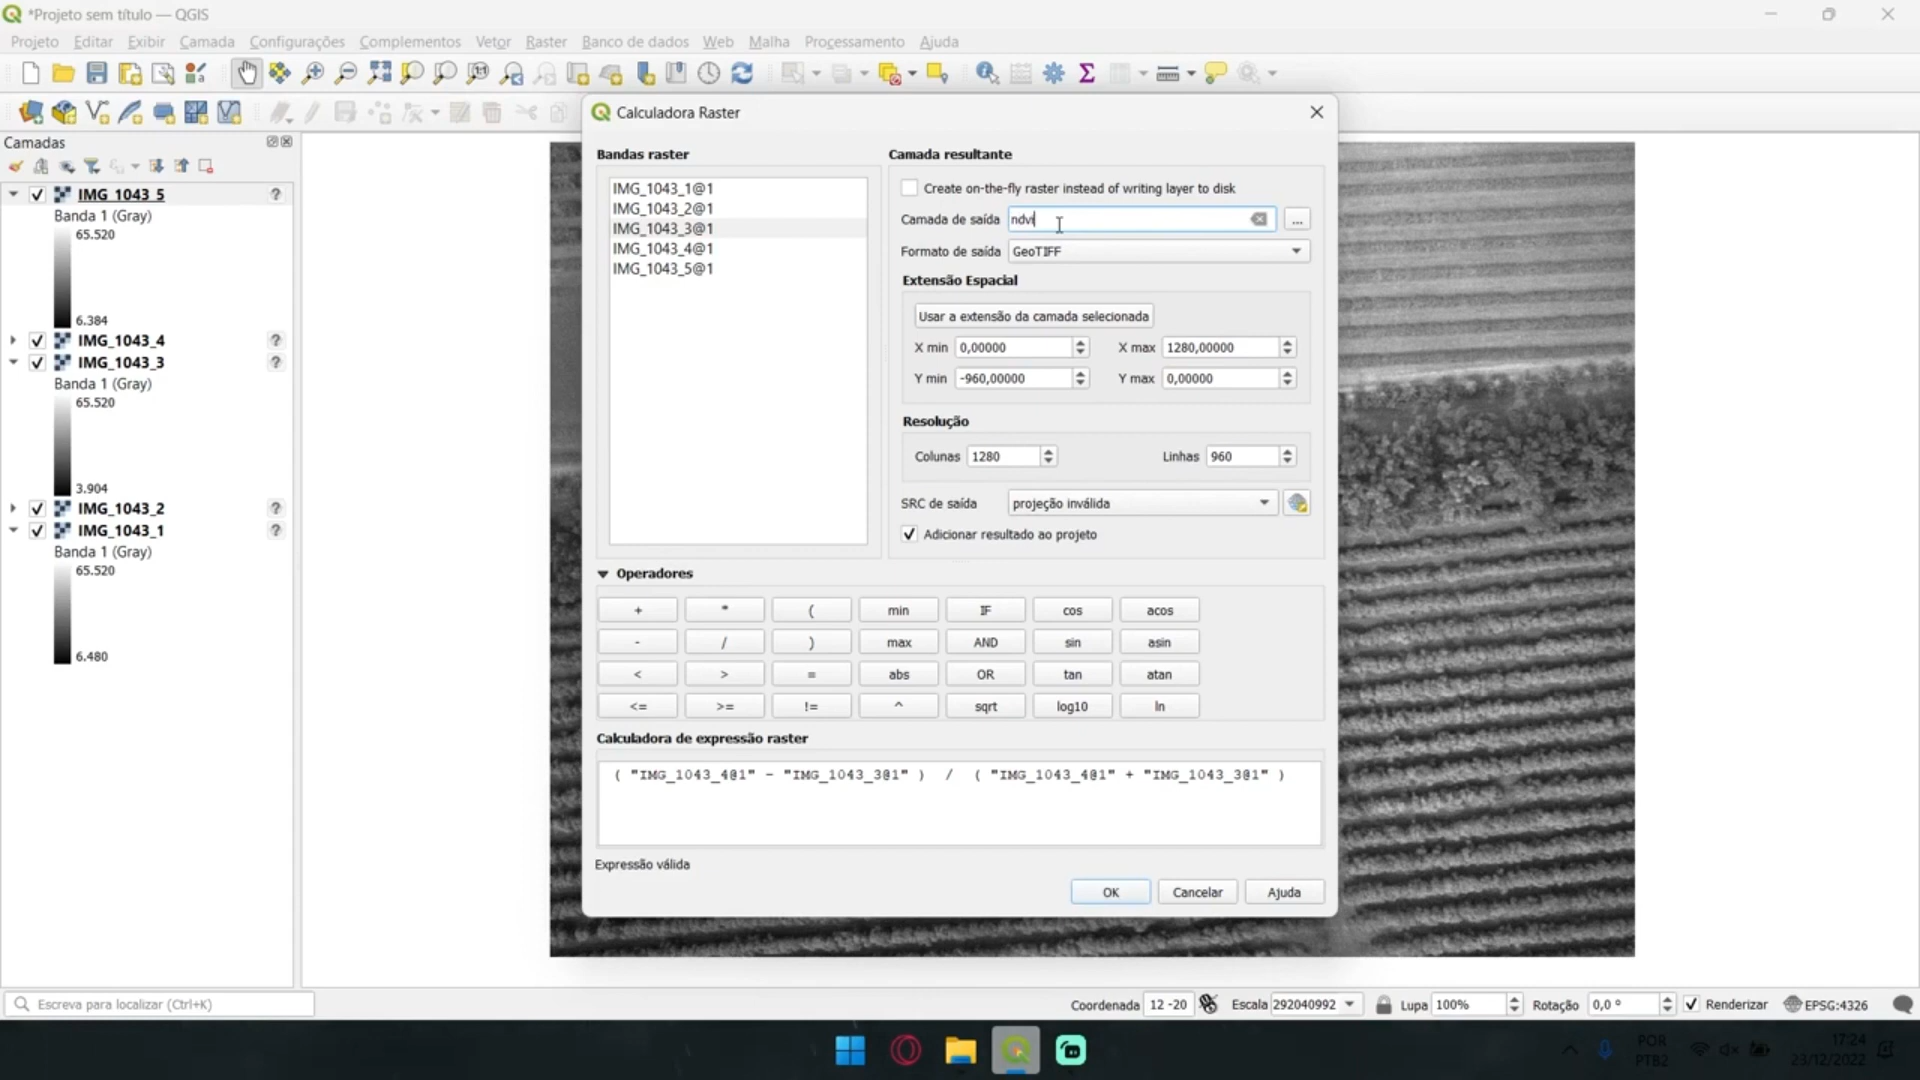 *Projeto sem título — QGIS
Projeto Editar Exibir Camada Configurações Complementos Vetor Raster Banco de dados Web Malha Processamento Ajuda
Camadas
IMG_1043_5
Banda 1 (Gray)
65.520
6.384
IMG_1043_4
IMG_1043_3
Banda 1 (Gray)
65.520
3.904
IMG_1043_2
IMG_1043_1
Banda 1 (Gray)
65.520
6.480
Calculadora Raster
Bandas raster
IMG_1043_1@1
IMG_1043_2@1
IMG_1043_3@1
IMG_1043_4@1
IMG_1043_5@1
Camada resultante
Create on-the-fly raster instead of writing layer to disk
Camada de saída ndvi ...
Formato de saída GeoTIFF
Extensão Espacial
Usar a extensão da camada selecionada
X min 0,00000 X max 1280,00000
Y min -960,00000 Y max 0,00000
Resolução
Colunas 1280 Linhas 960
SRC de saída projeção inválida
Adicionar resultado ao projeto
Operadores
+ * ( min IF cos acos
- / ) max AND sin asin
< > = abs OR tan atan
<= >= != ^ sqrt log10 ln
Calculadora de expressão raster
( "IMG_1043_4@1" - "IMG_1043_3@1" ) / ( "IMG_1043_4@1" + "IMG_1043_3@1" )
Expressão válida
OK Cancelar Ajuda
Escreva para localizar (Ctrl+K) Coordenada 12 -20 Escala 292040992 Lupa 100% Rotação 0,0 ° Renderizar EPSG:4326
POR
PTB2
17:24
23/12/2022